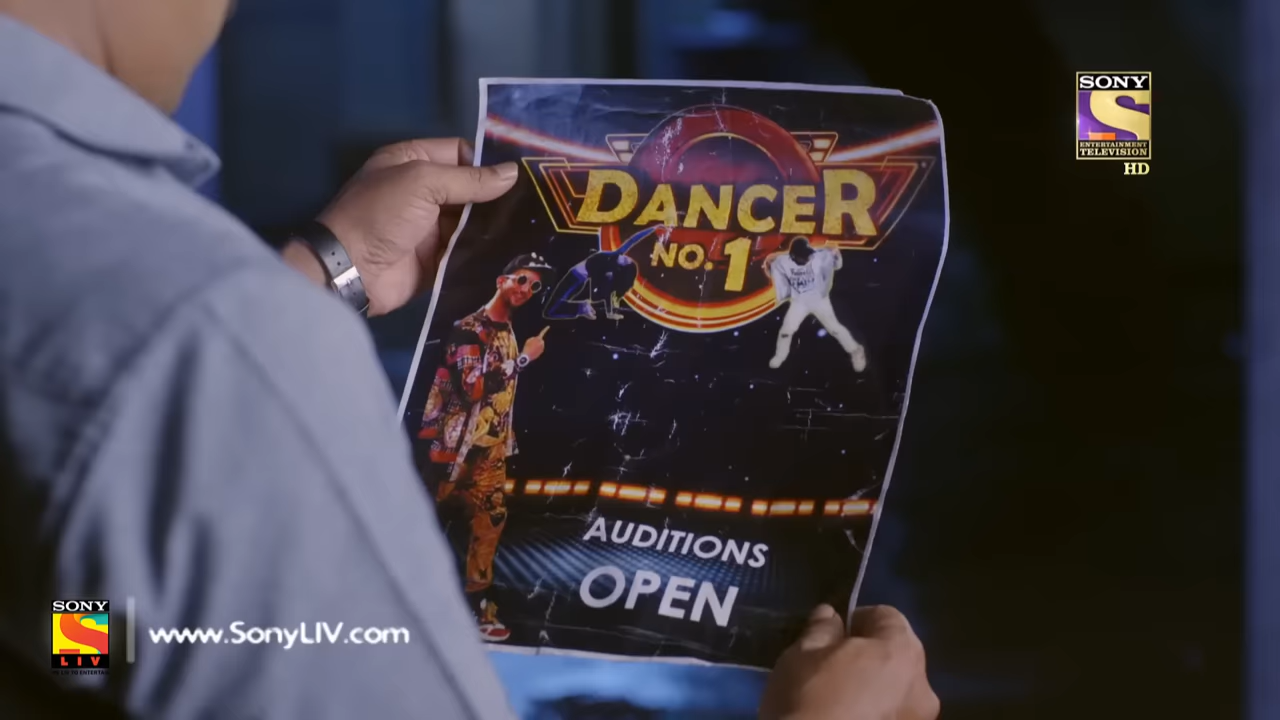 SONY
ENTERTAINMENT
TELEVISION
HD
DANCER
NO. 1
AUDITIONS
OPEN
SONY
LIV
www.SonyLIV.com